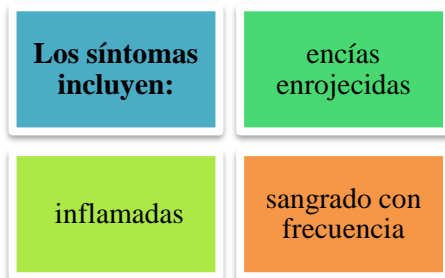 Los síntomas
incluyen:
encías
enrojecidas
inflamadas
sangrado con
frecuencia